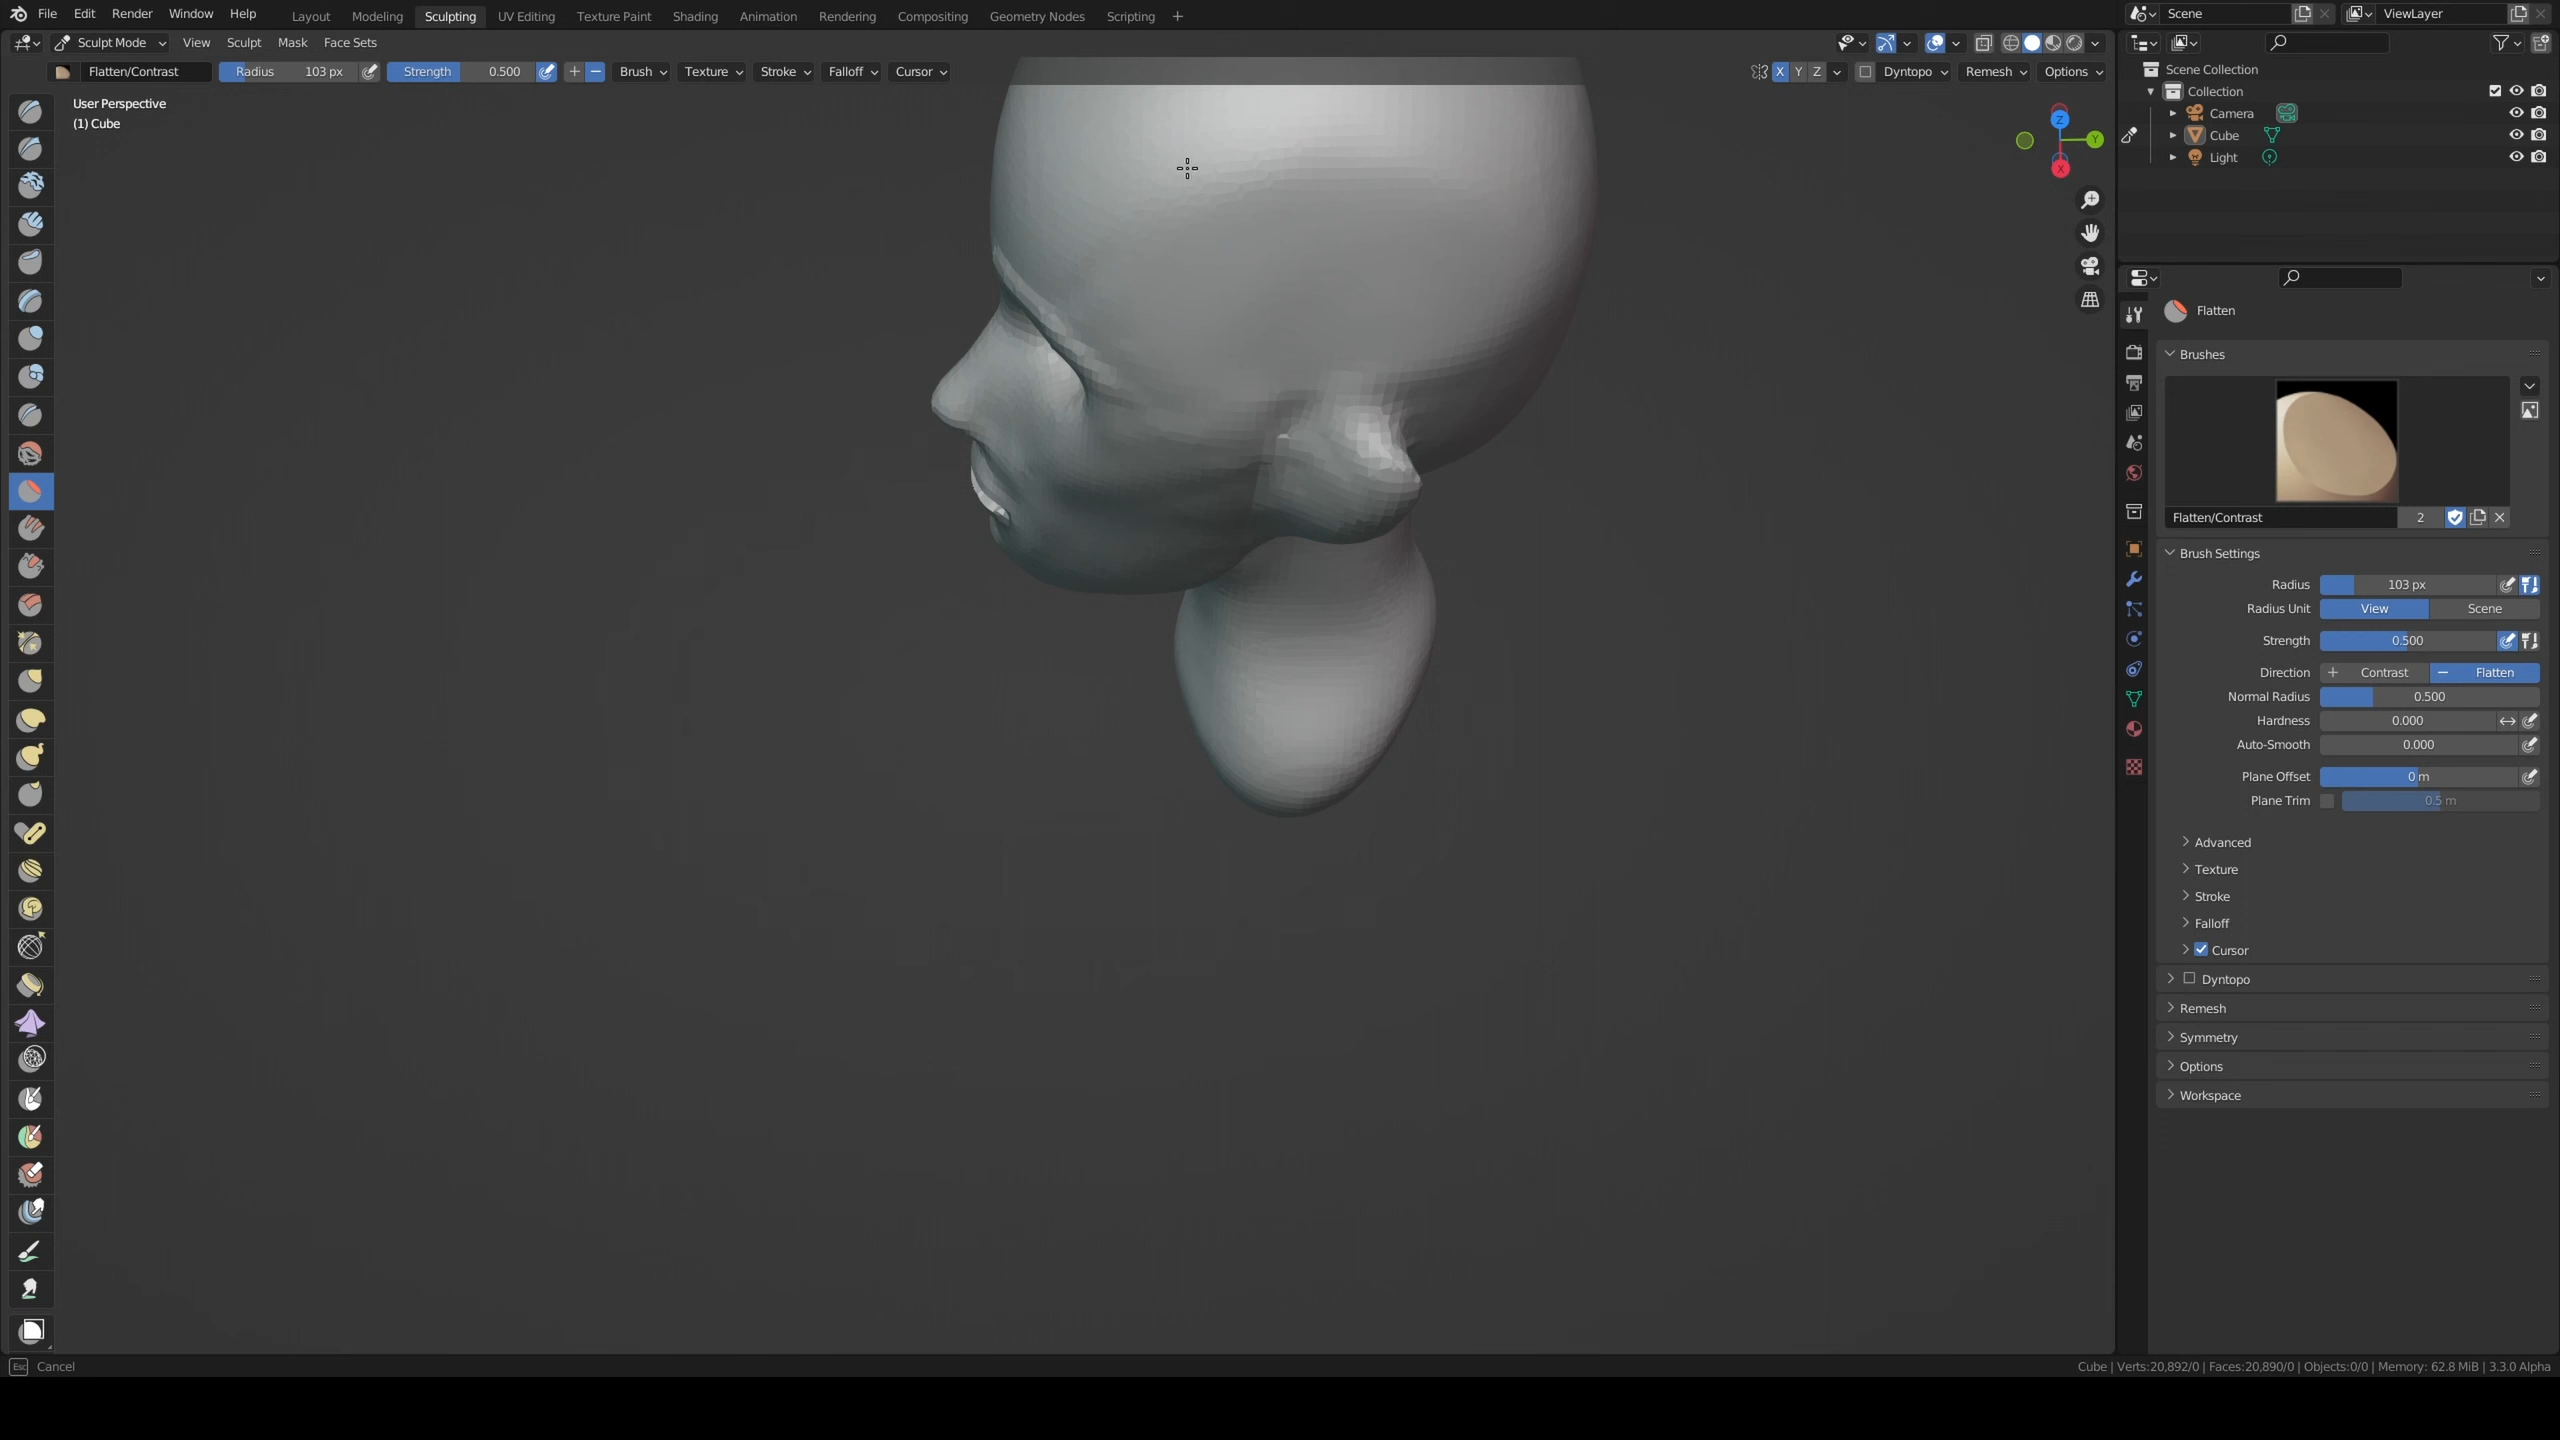 File Edit Render Window Help Layout Modeling Sculpting UV Editing Texture Paint Shading Animation Rendering Compositing Geometry Nodes Scripting + Scene ViewLayer
Sculpt Mode View Sculpt Mask Face Sets
Flatten/Contrast Radius 103 px Strength 0.500 + − Brush Texture Stroke Falloff Cursor X Y Z Dyntopo Remesh Options
Scene Collection
Collection
Camera
Cube
Light
User Perspective
(1) Cube
Z
Y
X
Flatten
Brushes
Flatten/Contrast 2
Brush Settings
Radius 103 px
Radius Unit View Scene
Strength 0.500
Direction + Contrast − Flatten
Normal Radius 0.500
Hardness 0.000
Auto-Smooth 0.000
Plane Offset 0 m
Plane Trim 0.5 m
Advanced
Texture
Stroke
Falloff
Cursor
Dyntopo
Remesh
Symmetry
Options
Workspace
Esc Cancel
Cube | Verts:20,892/0 | Faces:20,890/0 | Objects:0/0 | Memory: 62.8 MiB | 3.3.0 Alpha